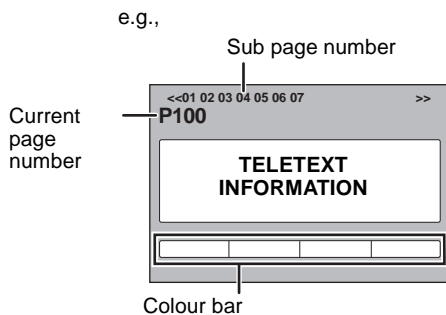 e.g.,
Sub page number
<<01 02 03 04 05 06 07 >>
Current
page
number
P100
TELETEXT
INFORMATION
Colour bar